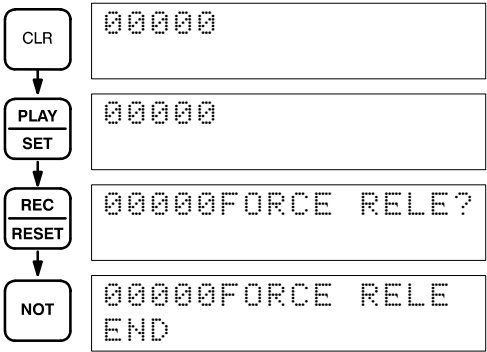 CLR
00000
PLAY
SET
00000
REC
RESET
00000FORCE RELE?
NOT
00000FORCE RELE
END